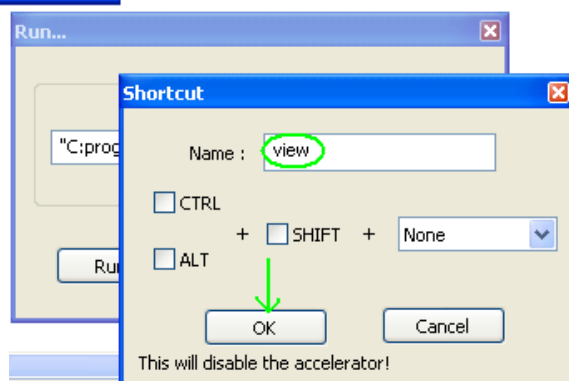 Run...
Shortcut
"C:prog
Name :
view
CTRL
+
SHIFT
+
None
ALT
Ru
OK
Cancel
This will disable the accelerator!